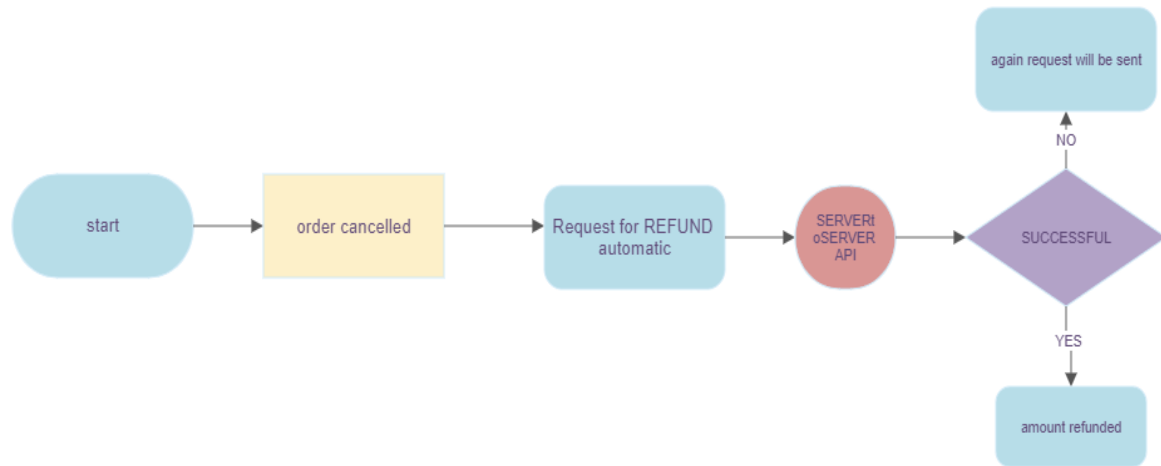 again request will be sent
NO
start
order cancelled
Request for REFUND
automatic
SERVERt
oSERVER
API
SUCCESSFUL
YES
amount refunded